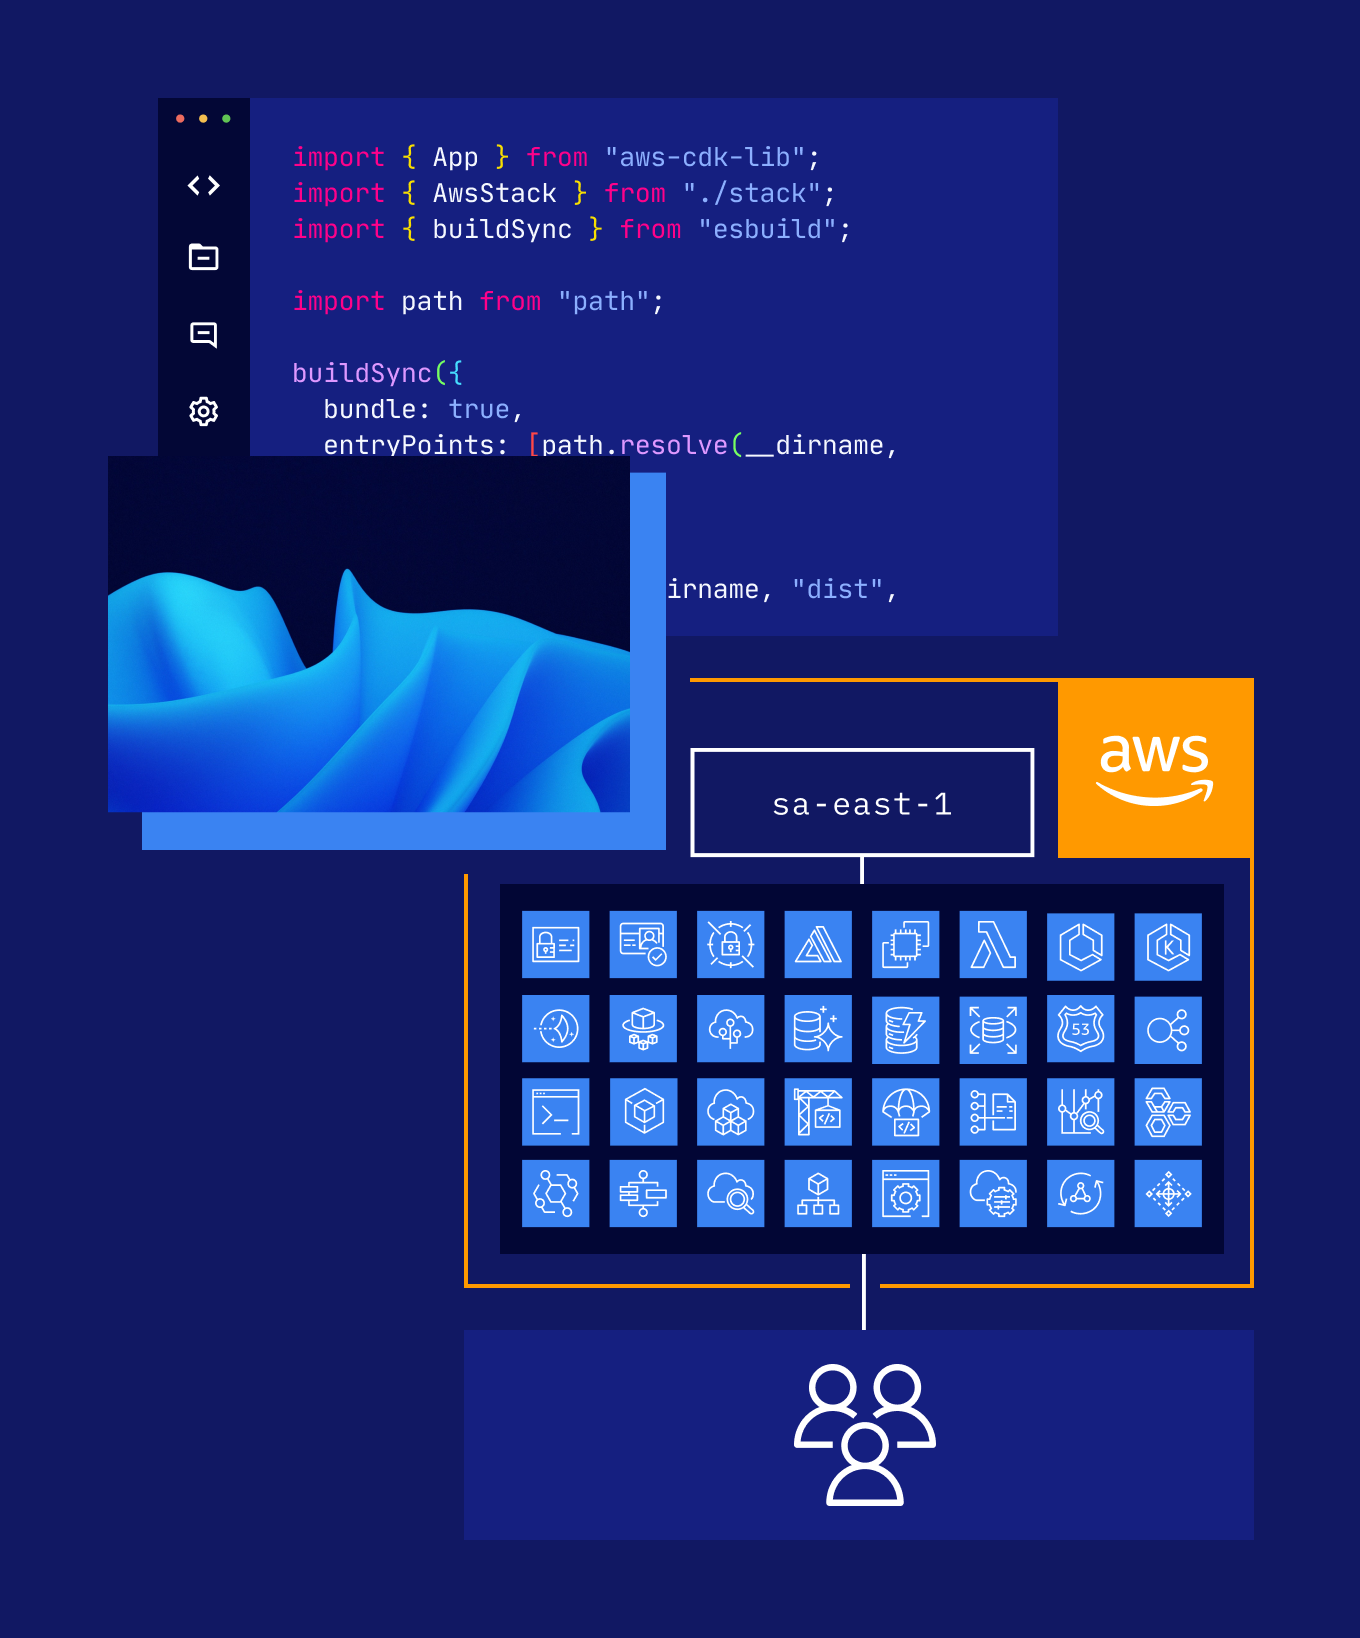 import { App } from "aws-cdk-lib";
import { AwsStack } from "./stack";
import { buildSync } from "esbuild";
import path from "path";
buildSync({
  bundle: true,
  entryPoints: [path.resolve(__dirname,
irname, "dist",
aws
sa-east-1
K
53